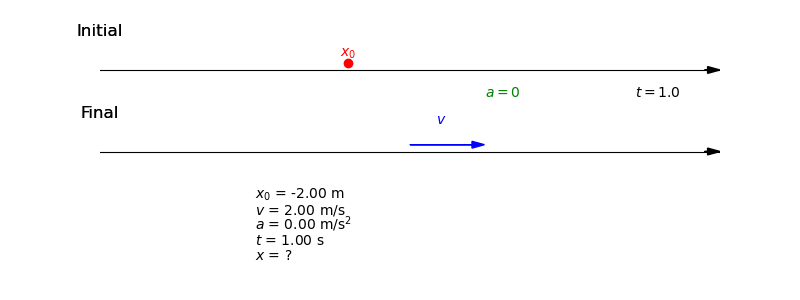 Initial
x₀
a = 0
t = 1.0
Final
v
x₀ = -2.00 m
v = 2.00 m/s
a = 0.00 m/s²
t = 1.00 s
x = ?